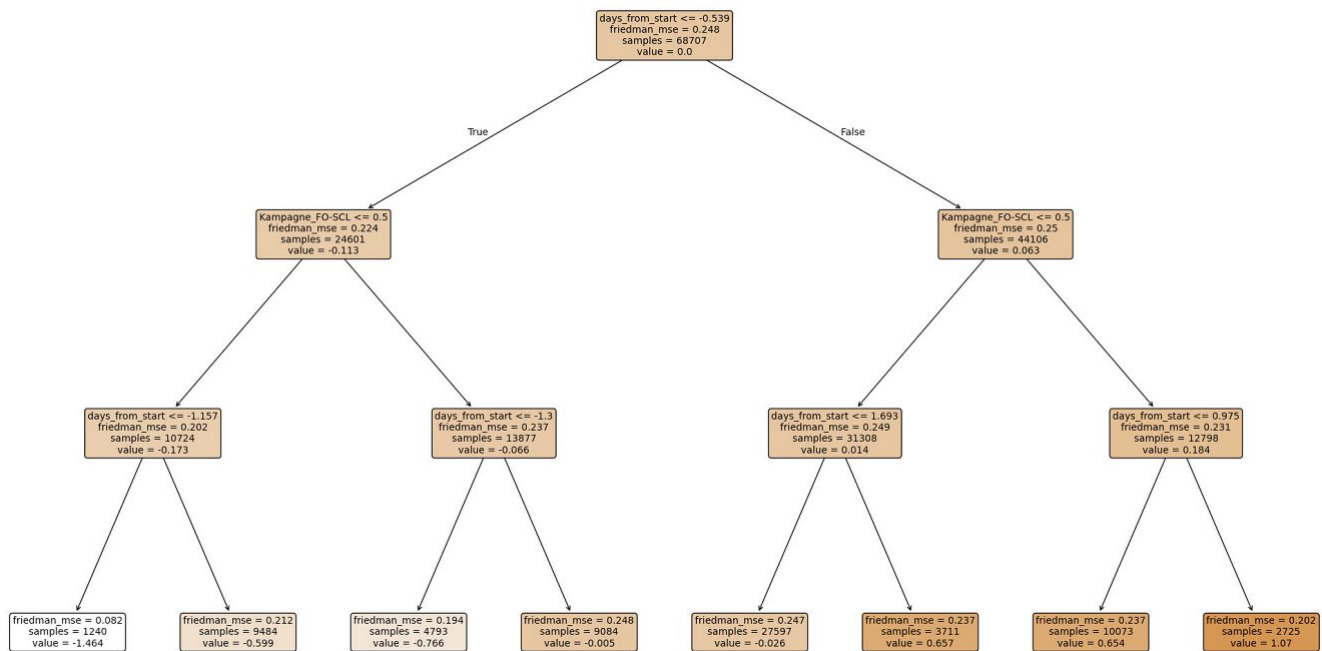 days_from_start <= -0.539
friedman_mse = 0.248
samples = 68707
value = 0.0
True
False
Kampagne_FO-SCL <= 0.5
friedman_mse = 0.224
samples = 24601
value = -0.113
Kampagne_FO-SCL <= 0.5
friedman_mse = 0.25
samples = 44106
value = 0.063
days_from_start <= -1.157
friedman_mse = 0.202
samples = 10724
value = -0.173
days_from_start <= -1.3
friedman_mse = 0.237
samples = 13877
value = -0.066
days_from_start <= 1.693
friedman_mse = 0.249
samples = 31308
value = 0.014
days_from_start <= 0.975
friedman_mse = 0.231
samples = 12798
value = 0.184
friedman_mse = 0.082
samples = 1240
value = -1.464
friedman_mse = 0.212
samples = 9484
value = -0.599
friedman_mse = 0.194
samples = 4793
value = -0.766
friedman_mse = 0.248
samples = 9084
value = -0.005
friedman_mse = 0.247
samples = 27597
value = -0.026
friedman_mse = 0.237
samples = 3711
value = 0.657
friedman_mse = 0.237
samples = 10073
value = 0.654
friedman_mse = 0.202
samples = 2725
value = 1.07